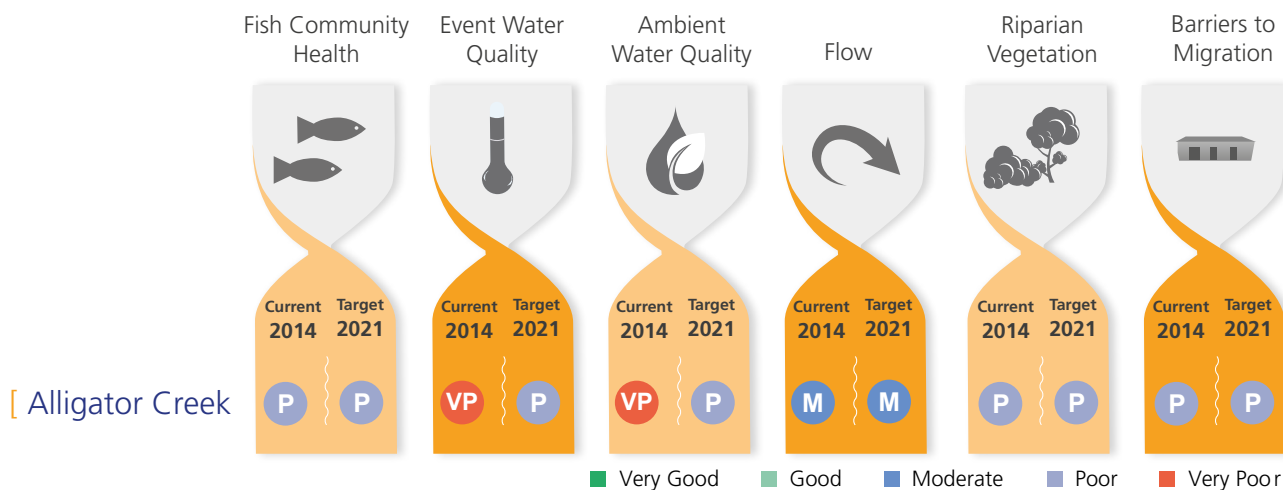 Fish Community
Health
Event Water
Quality
Ambient
Water Quality
Flow
Riparian
Vegetation
Barriers to
Migration
Current Target
2014 2021
Current Target
2014 2021
Current Target
2014 2021
Current Target
2014 2021
Current Target
2014 2021
Current Target
2014 2021
[ Alligator Creek P P VP P VP P M M P P P P
Very Good Good Moderate Poor Very Poor